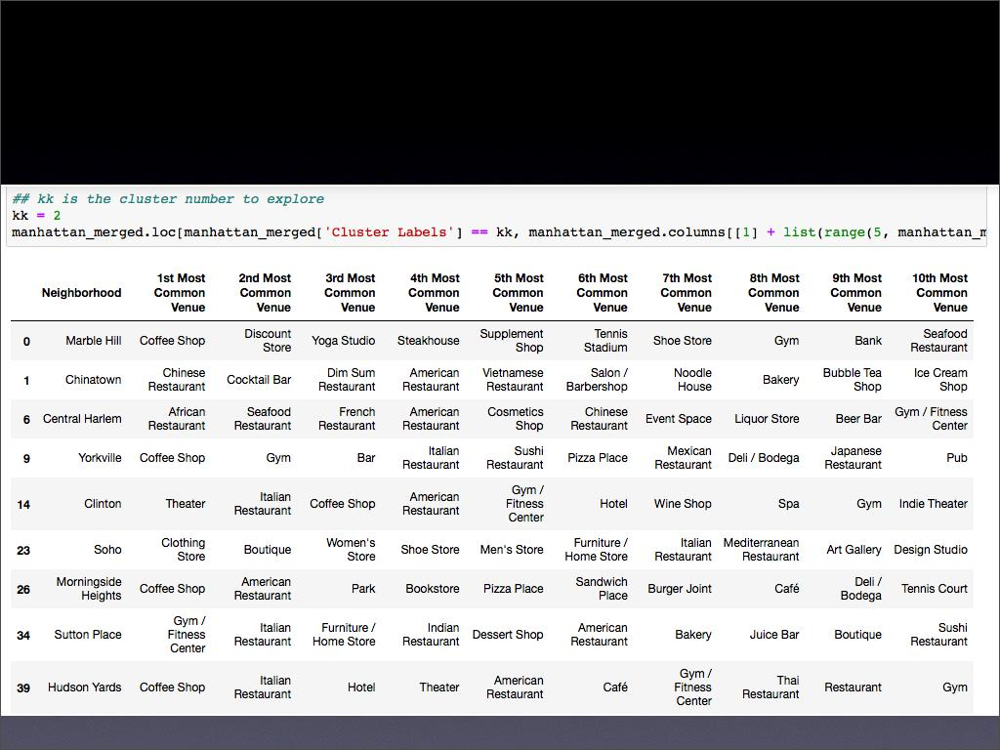 ## kk is the cluster number to explore
kk = 2
manhattan_merged.loc[manhattan_merged['Cluster Labels'] == kk, manhattan_merged.columns[[1] + list(range(5, manhattan_m
Neighborhood 1st Most Common Venue 2nd Most Common Venue 3rd Most Common Venue 4th Most Common Venue 5th Most Common Venue 6th Most Common Venue 7th Most Common Venue 8th Most Common Venue 9th Most Common Venue 10th Most Common Venue
0 Marble Hill Coffee Shop Discount Store Yoga Studio Steakhouse Supplement Shop Tennis Stadium Shoe Store Gym Bank Seafood Restaurant
1 Chinatown Chinese Restaurant Cocktail Bar Dim Sum Restaurant American Restaurant Vietnamese Restaurant Salon / Barbershop Noodle House Bakery Bubble Tea Shop Ice Cream Shop
6 Central Harlem African Restaurant Seafood Restaurant French Restaurant American Restaurant Cosmetics Shop Chinese Restaurant Event Space Liquor Store Beer Bar Gym / Fitness Center
9 Yorkville Coffee Shop Gym Bar Italian Restaurant Sushi Restaurant Pizza Place Mexican Restaurant Deli / Bodega Japanese Restaurant Pub
14 Clinton Theater Italian Restaurant Coffee Shop American Restaurant Gym / Fitness Center Hotel Wine Shop Spa Gym Indie Theater
23 Soho Clothing Store Boutique Women's Store Shoe Store Men's Store Furniture / Home Store Italian Restaurant Mediterranean Restaurant Art Gallery Design Studio
26 Morningside Heights Coffee Shop American Restaurant Park Bookstore Pizza Place Sandwich Place Burger Joint Café Deli / Bodega Tennis Court
34 Sutton Place Gym / Fitness Center Italian Restaurant Furniture / Home Store Indian Restaurant Dessert Shop American Restaurant Bakery Juice Bar Boutique Sushi Restaurant
39 Hudson Yards Coffee Shop Italian Restaurant Hotel Theater American Restaurant Café Gym / Fitness Center Thai Restaurant Restaurant Gym